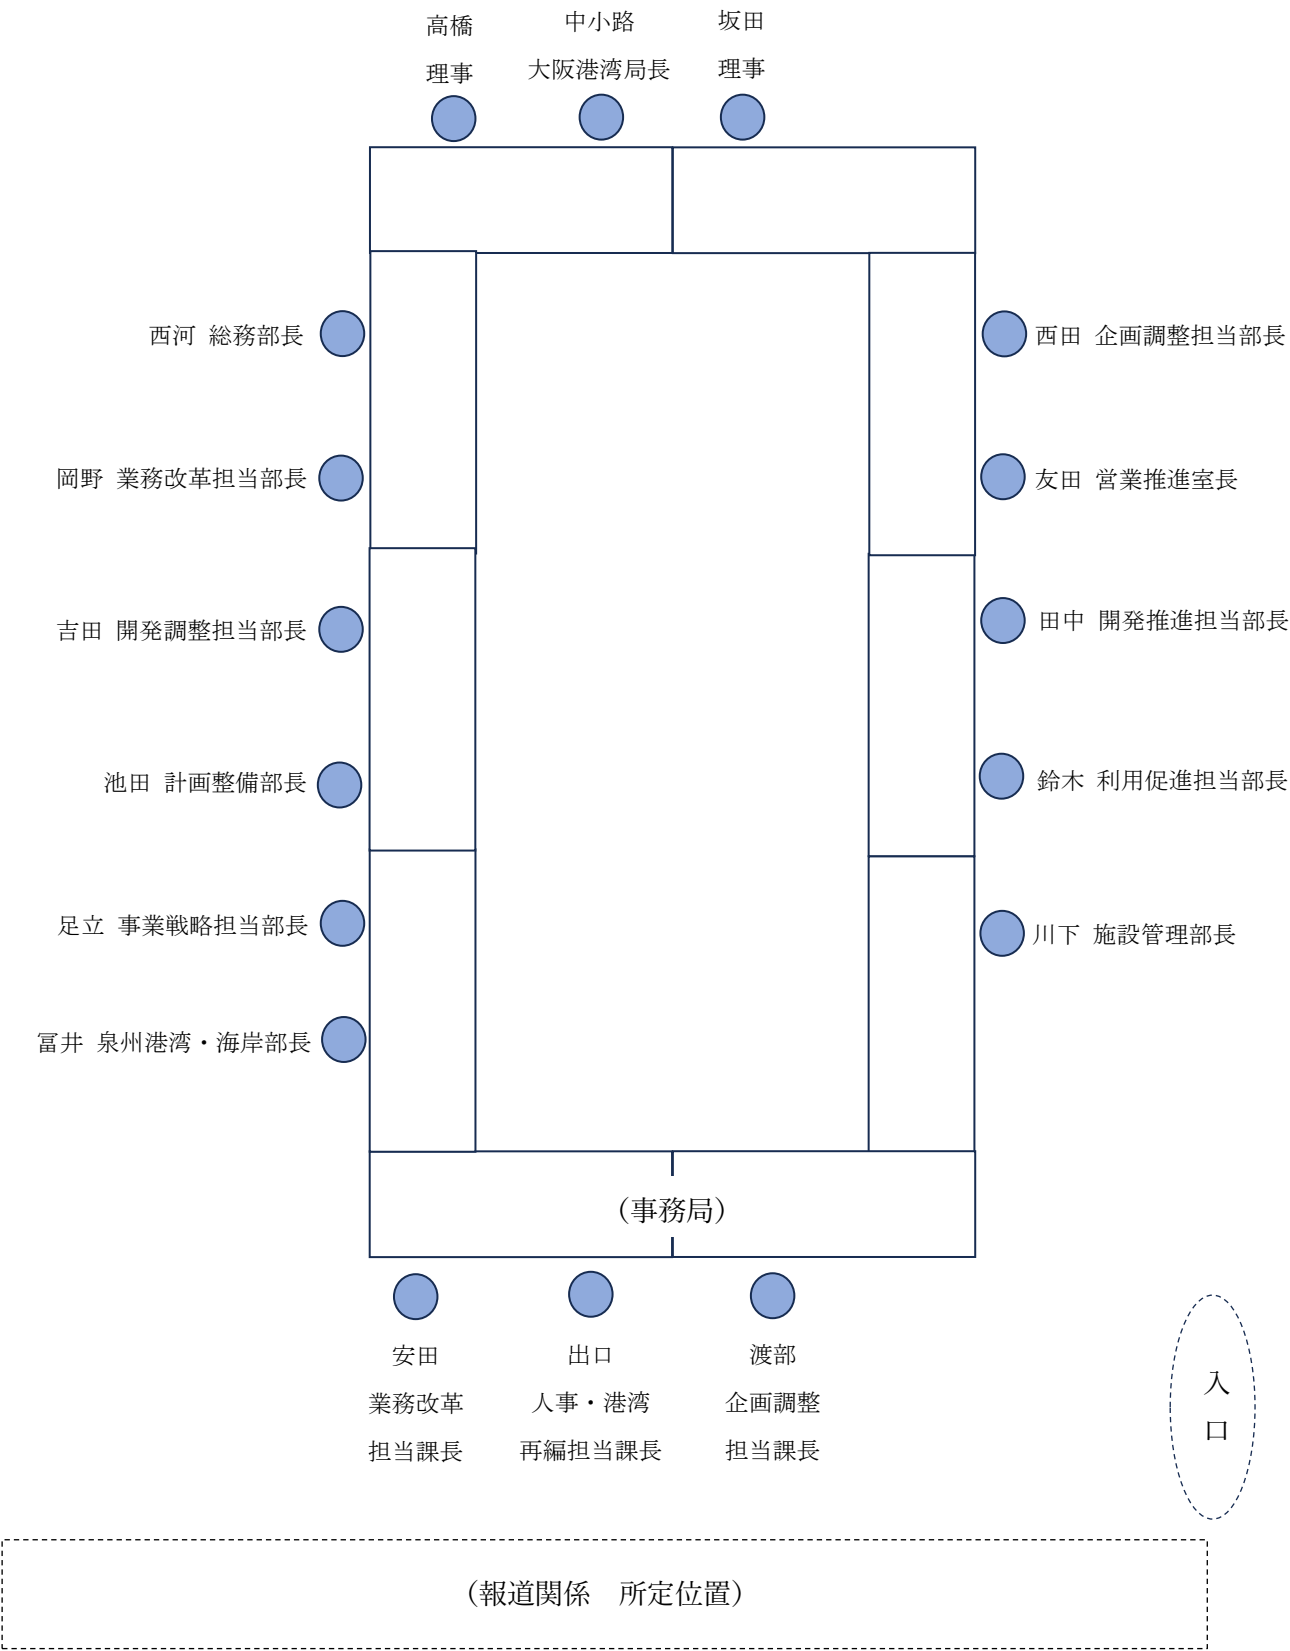 高橋
理事
中小路
大阪港湾局長
坂田
理事
西河 総務部長
西田 企画調整担当部長
岡野 業務改革担当部長
友田 営業推進室長
吉田 開発調整担当部長
田中 開発推進担当部長
池田 計画整備部長
鈴木 利用促進担当部長
足立 事業戦略担当部長
川下 施設管理部長
冨井 泉州港湾・海岸部長
（事務局）
安田
業務改革
担当課長
出口
人事・港湾
再編担当課長
渡部
企画調整
担当課長
入
口
（報道関係　所定位置）